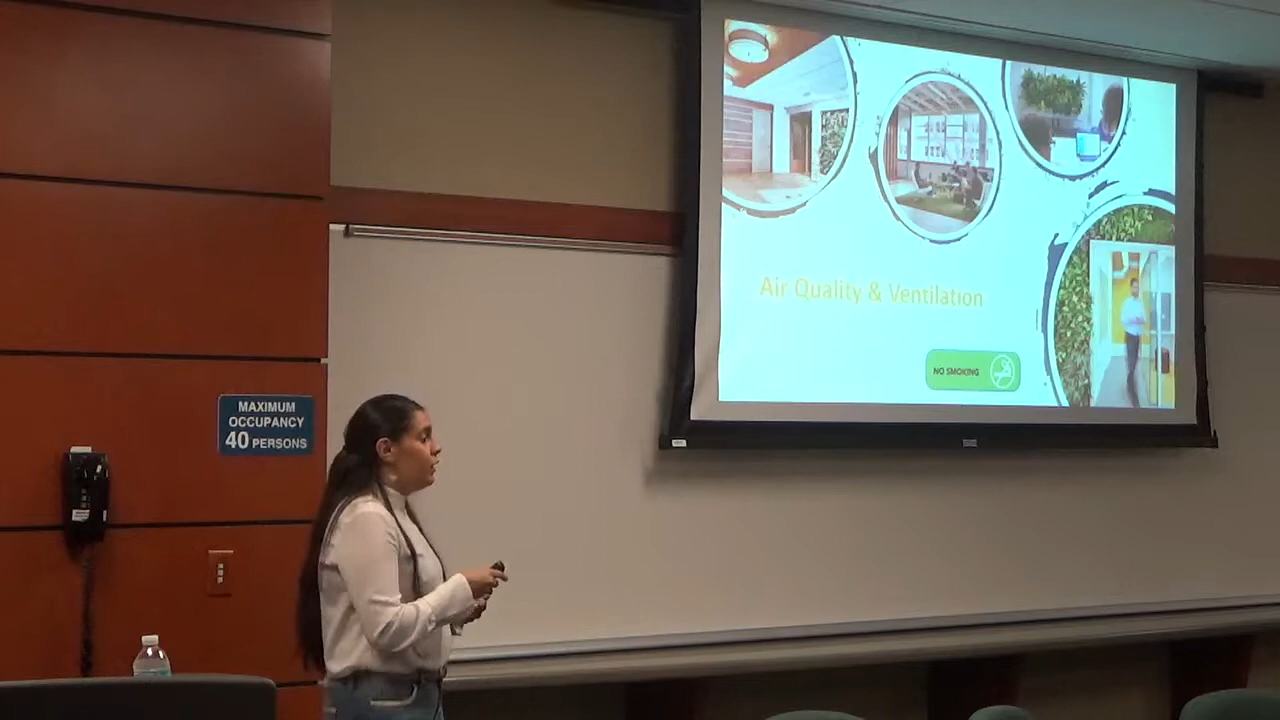 MAXIMUM
OCCUPANCY
40 PERSONS
Air Quality & Ventilation
NO SMOKING